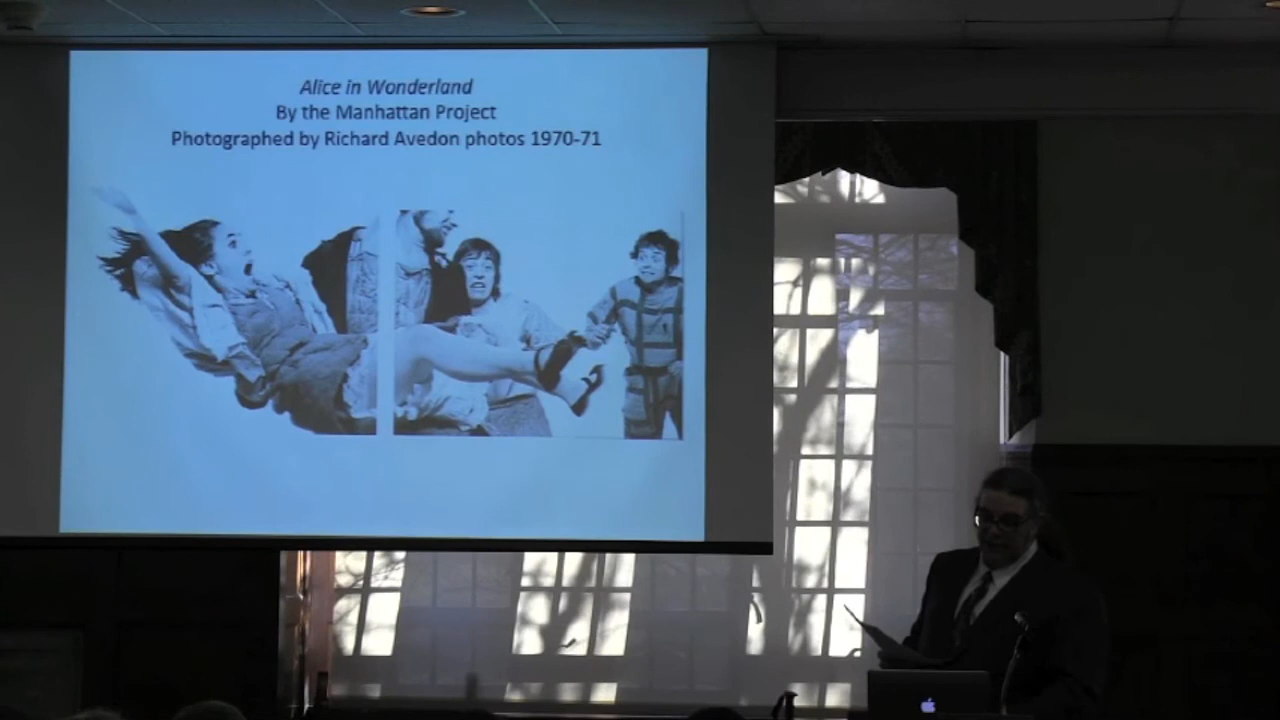 Alice in Wonderland
By the Manhattan Project
Photographed by Richard Avedon photos 1970-71